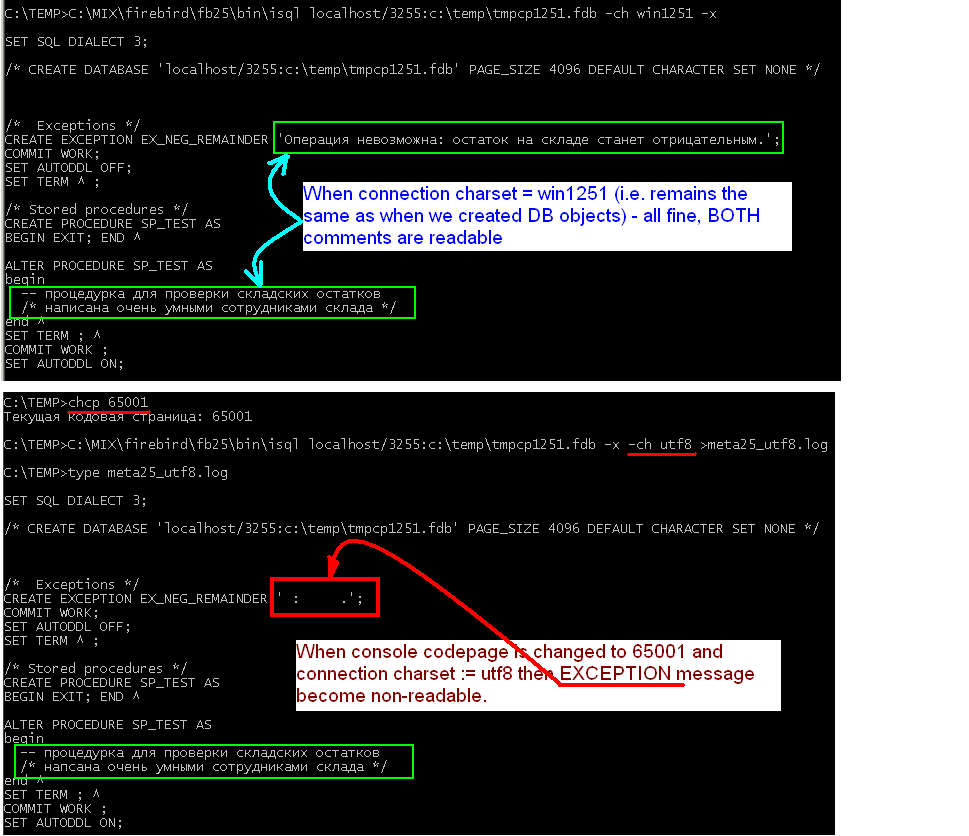 C:\TEMP>C:\MIX\firebird\fb25\bin\isql localhost/3255:c:\temp\tmpcp1251.fdb -ch win1251 -x
SET SQL DIALECT 3;
/* CREATE DATABASE 'localhost/3255:c:\temp\tmpcp1251.fdb' PAGE_SIZE 4096 DEFAULT CHARACTER SET NONE */
/*  Exceptions */
CREATE EXCEPTION EX_NEG_REMAINDER 'Операция невозможна: остаток на складе станет отрицательным.';
COMMIT WORK;
SET AUTODDL OFF;
SET TERM ^ ;
When connection charset = win1251 (i.e. remains the
same as when we created DB objects) - all fine, BOTH
comments are readable
/* Stored procedures */
CREATE PROCEDURE SP_TEST AS
BEGIN EXIT; END ^
ALTER PROCEDURE SP_TEST AS
begin
-- процедурка для проверки складских остатков
/* написана очень умными сотрудниками склада */
end ^
SET TERM ; ^
COMMIT WORK ;
SET AUTODDL ON;
C:\TEMP>chcp 65001
Текущая кодовая страница: 65001
C:\TEMP>C:\MIX\firebird\fb25\bin\isql localhost/3255:c:\temp\tmpcp1251.fdb -x -ch utf8 >meta25_utf8.log
C:\TEMP>type meta25_utf8.log
SET SQL DIALECT 3;
/* CREATE DATABASE 'localhost/3255:c:\temp\tmpcp1251.fdb' PAGE_SIZE 4096 DEFAULT CHARACTER SET NONE */
/*  Exceptions */
CREATE EXCEPTION EX_NEG_REMAINDER ' :     .';
COMMIT WORK;
SET AUTODDL OFF;
SET TERM ^ ;
When console codepage is changed to 65001 and
connection charset := utf8 then EXCEPTION message
become non-readable.
/* Stored procedures */
CREATE PROCEDURE SP_TEST AS
BEGIN EXIT; END ^
ALTER PROCEDURE SP_TEST AS
begin
-- процедурка для проверки складских остатков
/* напсана очень умными сотрудниками склада */
end ^
SET TERM ; ^
COMMIT WORK ;
SET AUTODDL ON;